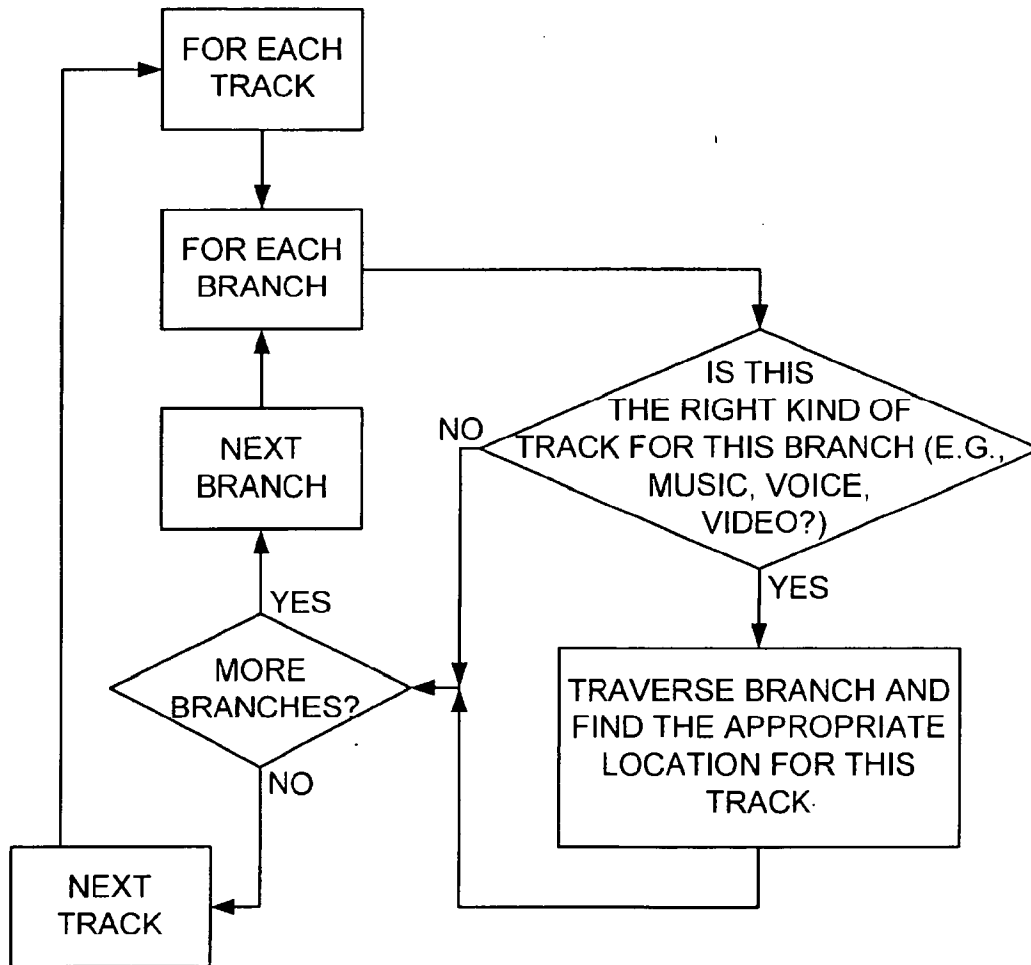 FOR EACH
TRACK
FOR EACH
BRANCH
IS THIS
THE RIGHT KIND OF
TRACK FOR THIS BRANCH (E.G.,
MUSIC, VOICE,
VIDEO?)
NO
YES
NEXT
BRANCH
YES
MORE
BRANCHES?
NO
TRAVERSE BRANCH AND
FIND THE APPROPRIATE
LOCATION FOR THIS
TRACK
NEXT
TRACK